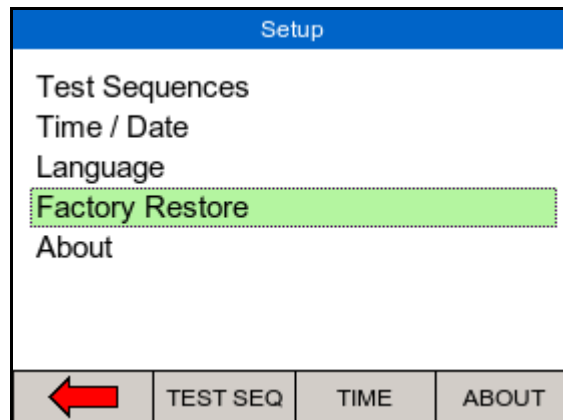 Setup
Test Sequences
Time / Date
Language
Factory Restore
About
TEST SEQ TIME ABOUT